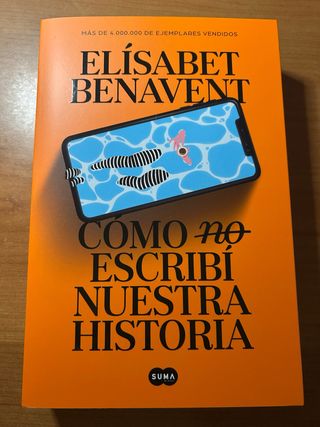 MÁS DE 4.000.000 DE EJEMPLARES VENDIDOS
ELÍSABET
BENAVENT
CÓMO no
ESCRIBÍ
NUESTRA
HISTORIA
SUMA